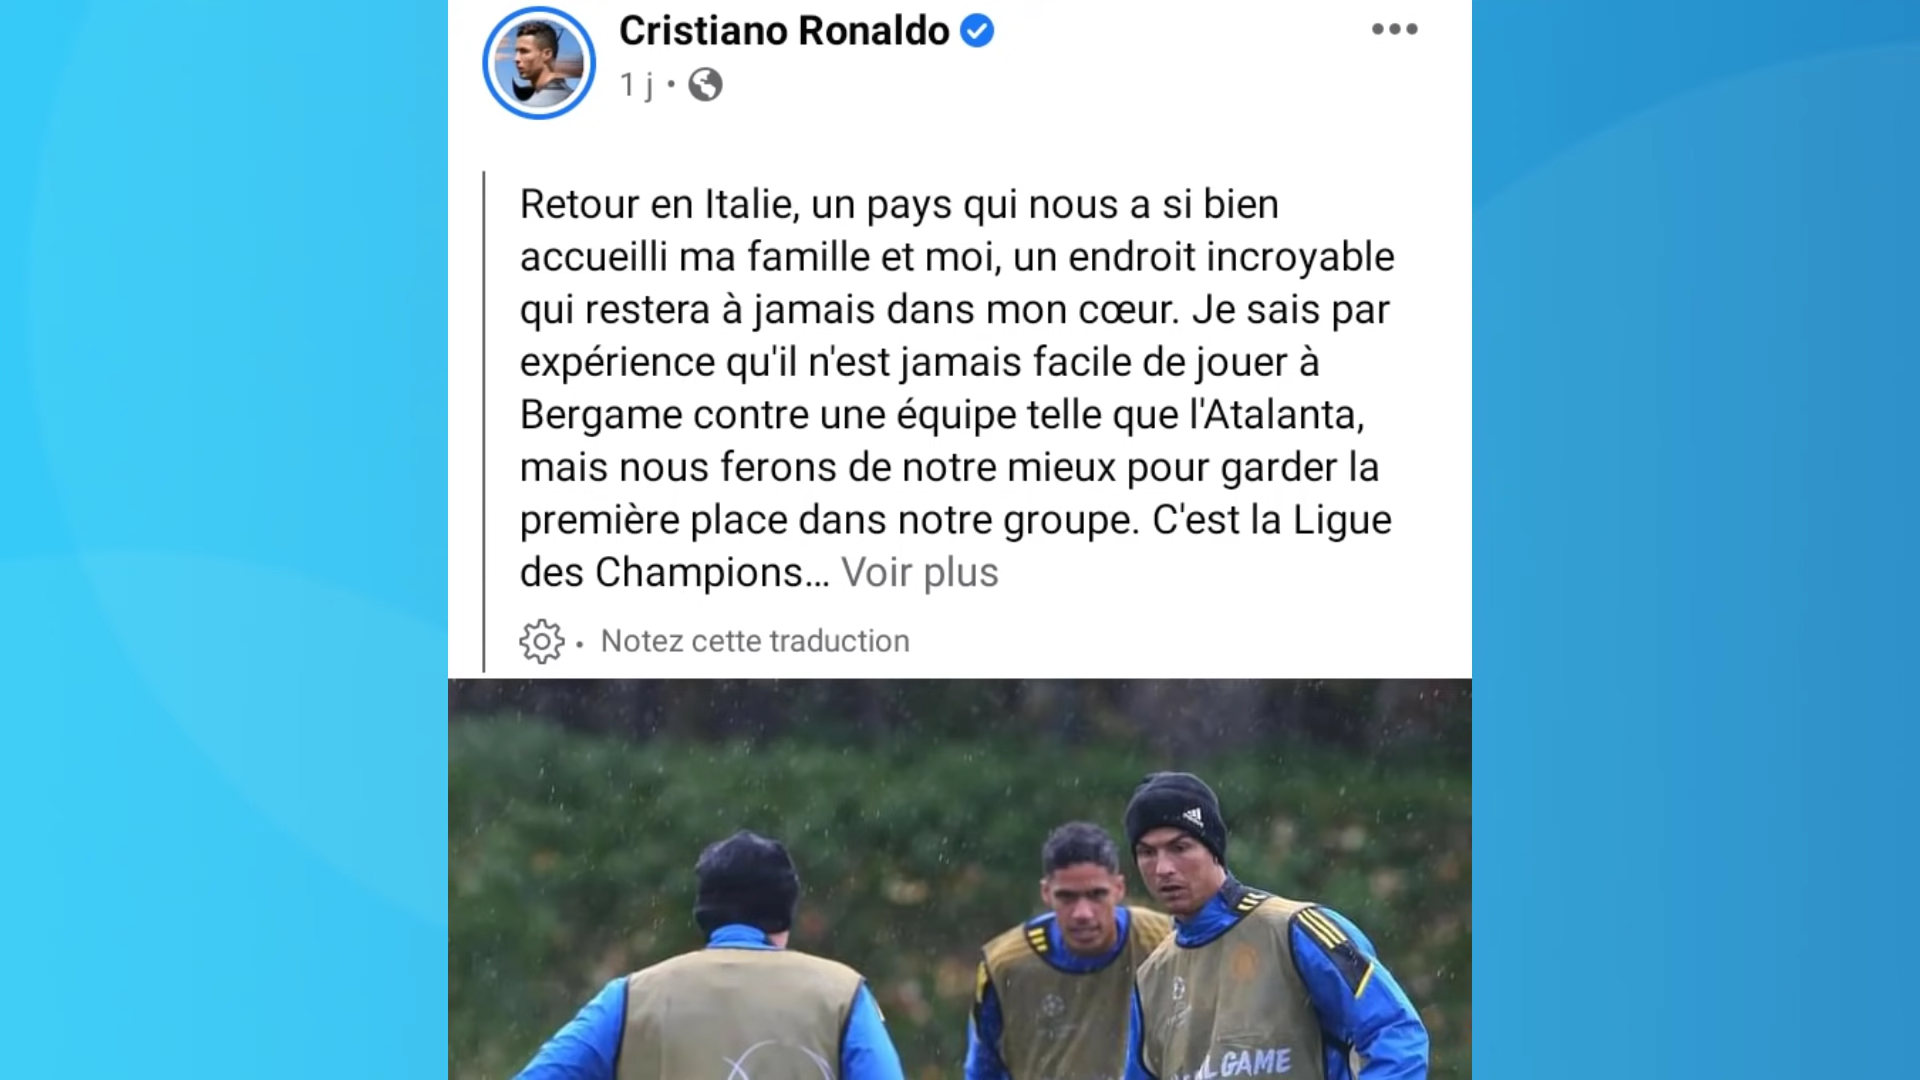 Cristiano Ronaldo
1 j
Retour en Italie, un pays qui nous a si bien
accueilli ma famille et moi, un endroit incroyable
qui restera à jamais dans mon cœur. Je sais par
expérience qu'il n'est jamais facile de jouer à
Bergame contre une équipe telle que l'Atalanta,
mais nous ferons de notre mieux pour garder la
première place dans notre groupe. C'est la Ligue
des Champions... Voir plus
Notez cette traduction
GAME